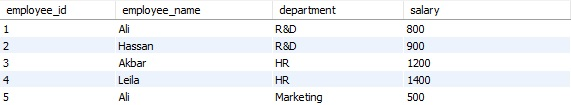 employee_id employee_name department salary
1 Ali R&D 800
2 Hassan R&D 900
3 Akbar HR 1200
4 Leila HR 1400
5 Ali Marketing 500